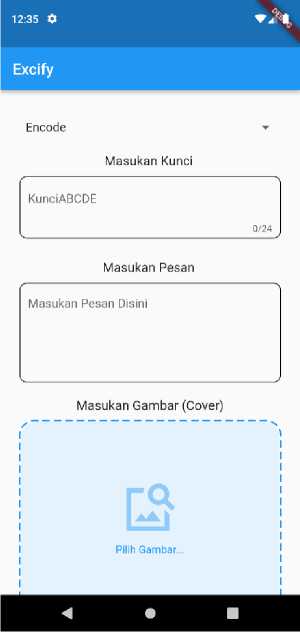 12:35
DEBUG
Excify
Encode
Masukan Kunci
KunciABCDE
0/24
Masukan Pesan
Masukan Pesan Disini
Masukan Gambar (Cover)
Pilih Gambar...